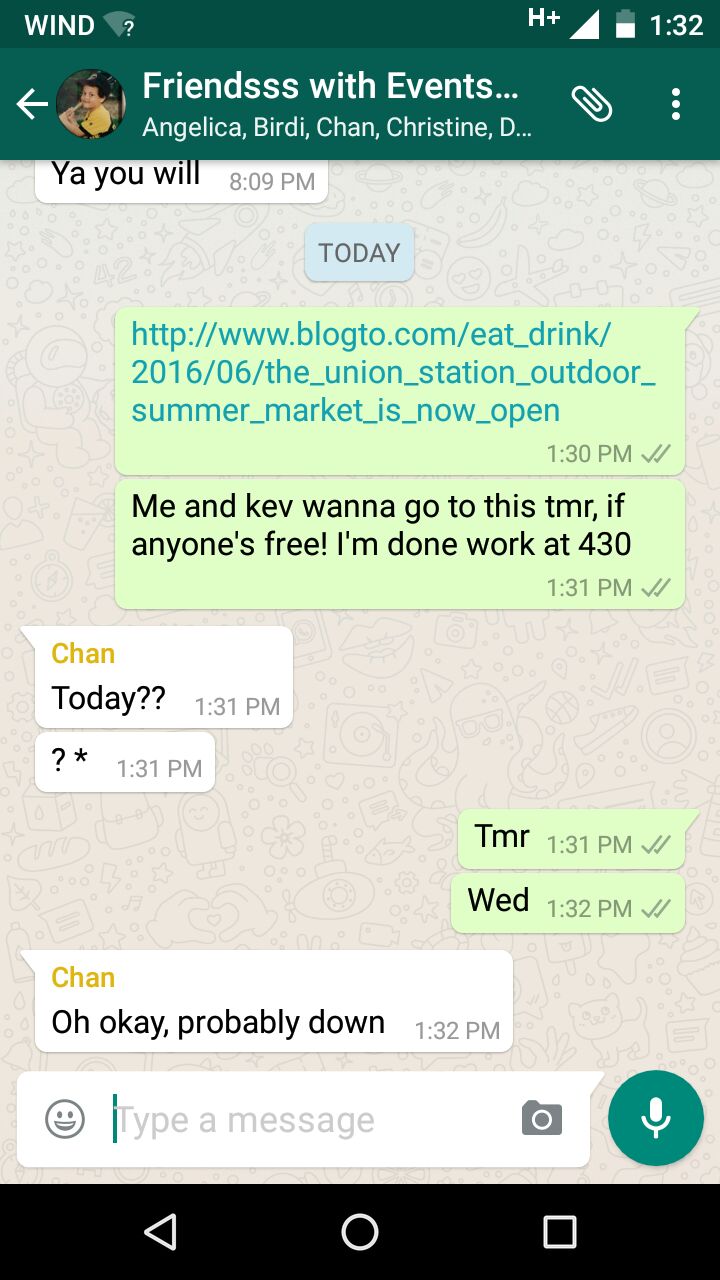 WIND H+ 1:32
Friendsss with Events...
Angelica, Birdi, Chan, Christine, D...
Ya you will 8:09 PM
TODAY
http://www.blogto.com/eat_drink/
2016/06/the_union_station_outdoor_
summer_market_is_now_open
1:30 PM
Me and kev wanna go to this tmr, if
anyone's free! I'm done work at 430
1:31 PM
Chan
Today?? 1:31 PM
? * 1:31 PM
Tmr 1:31 PM
Wed 1:32 PM
Chan
Oh okay, probably down 1:32 PM
Type a message